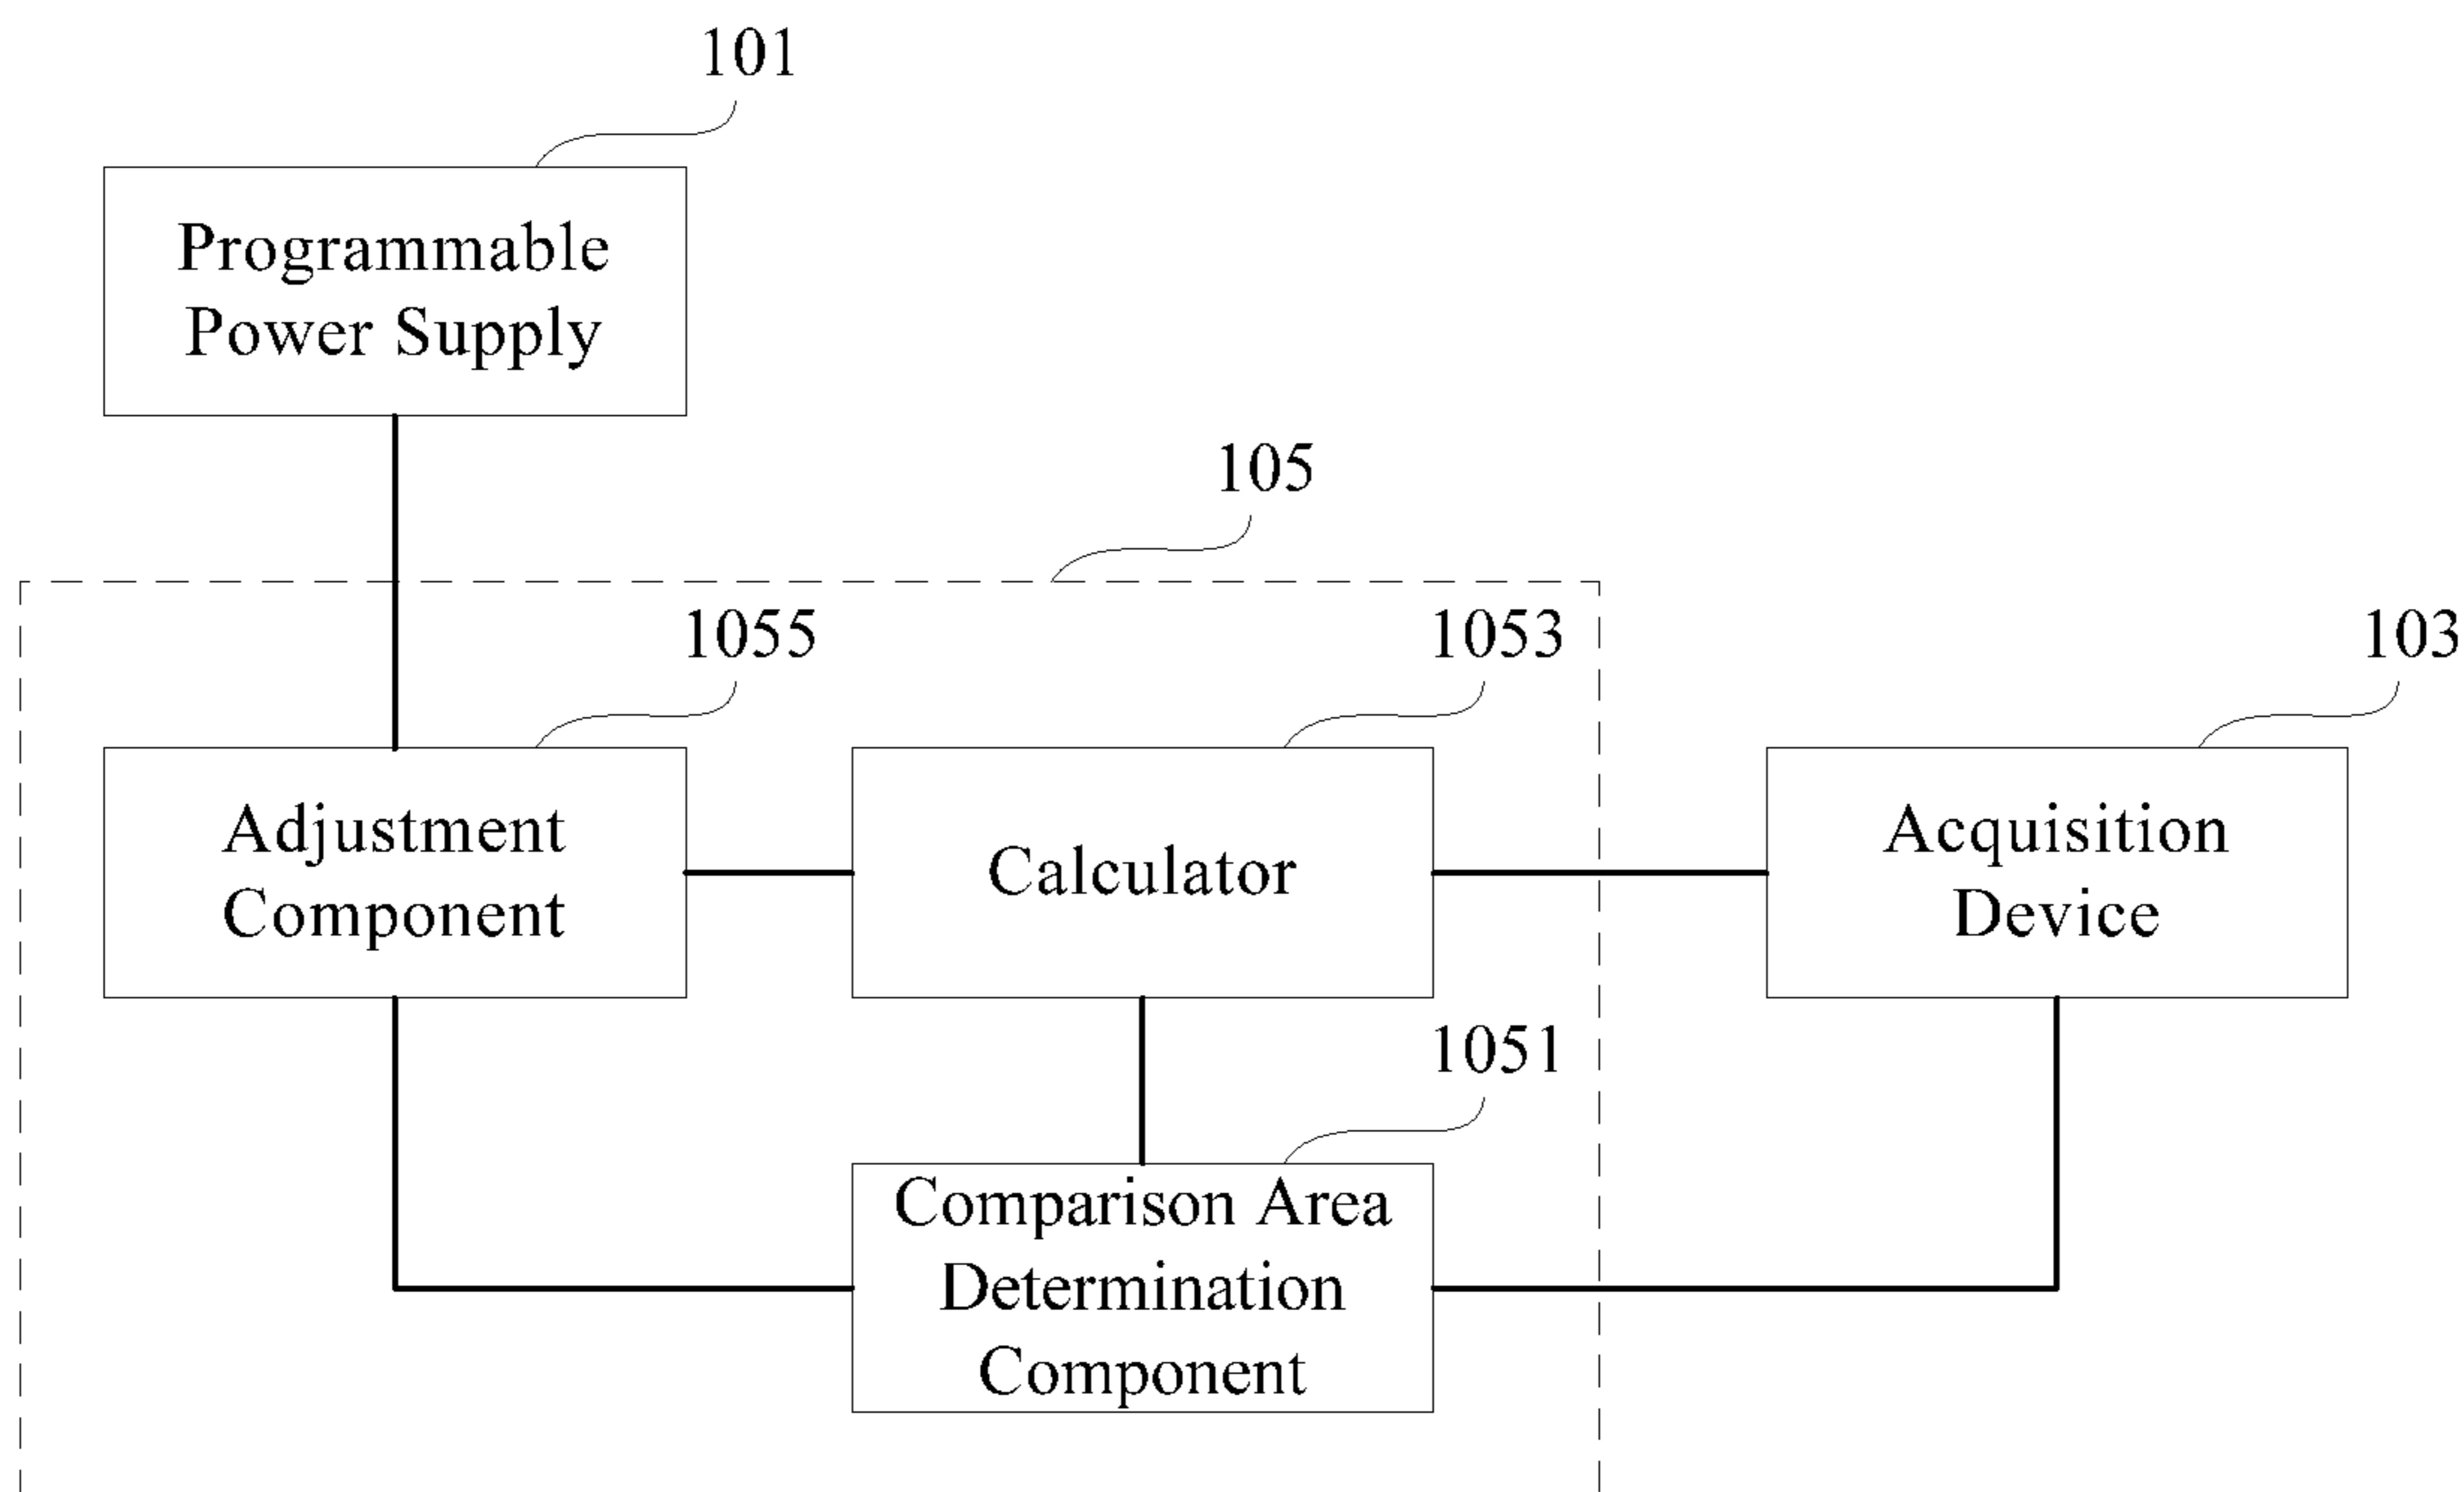 101
Programmable
Power Supply
105
1055
1053
103
Adjustment
Component
Calculator
Acquisition
Device
1051
Comparison Area
Determination
Component